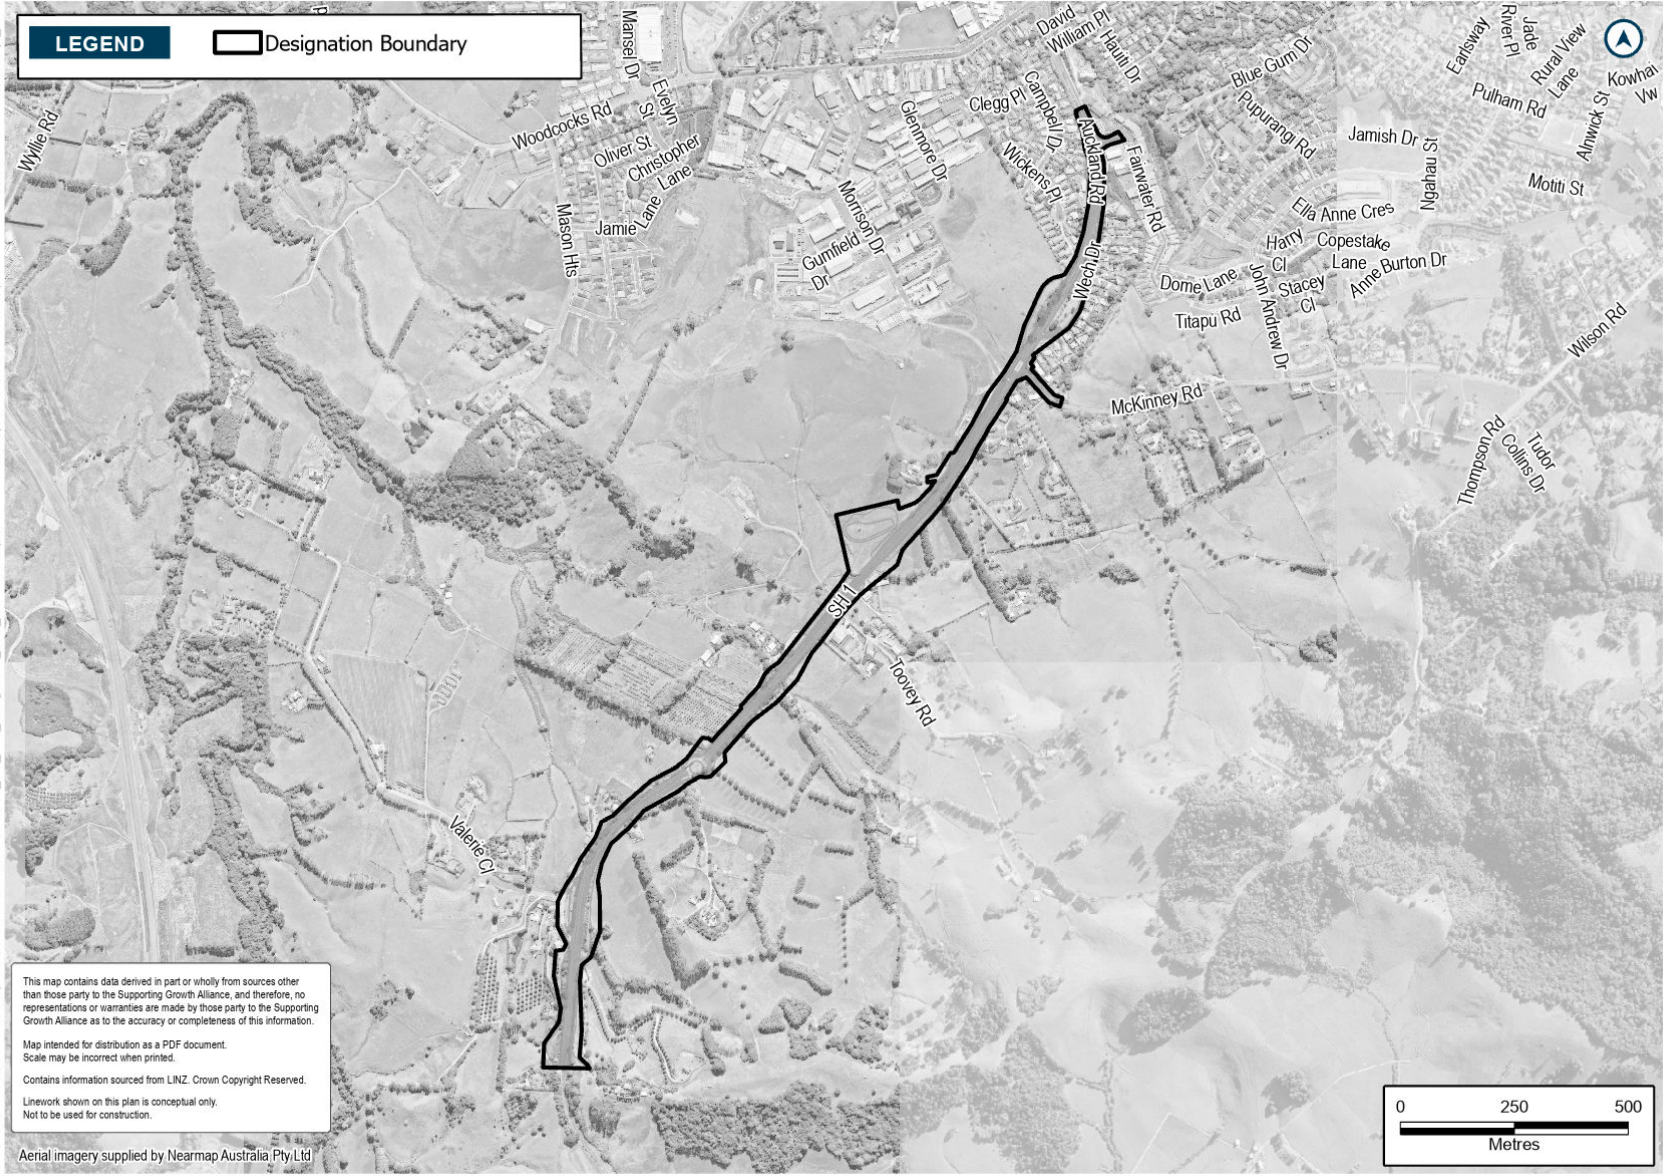 LEGEND
Designation Boundary
Mansel Dr
Evelyn
St
Woodcocks Rd
Oliver St
Christopher
Lane
Jamie Lane
Mason Hts
Wyllie Rd
David
William Pl
Hauiti Dr
Blue Gum Dr
Clegg Pl
Campbell Dr
Glenmore Dr
Wickens Pl
Auckland Rd
Fairwater Rd
Pupurangi Rd
Morrison Dr
Gumfield
Dr
Wech Dr
Earlsway
Jade
River Pl
Rural View
Lane
Kowhai
Vw
Pulham Rd
Alnwick St
Jamish Dr
Ngahau St
Motiti St
Ella Anne Cres
Harry
Cl
Copestake
Lane
Anne Burton Dr
Stacey
Cl
John Andrew Dr
Dome Lane
Titapu Rd
Wilson Rd
McKinney Rd
Thompson Rd
Tudor
Collins Dr
SH 1
Toovey Rd
Valerie Cl
This map contains data derived in part or wholly from sources other
than those party to the Supporting Growth Alliance, and therefore, no
representations or warranties are made by those party to the Supporting
Growth Alliance as to the accuracy or completeness of this information.
Map intended for distribution as a PDF document.
Scale may be incorrect when printed.
Contains information sourced from LINZ. Crown Copyright Reserved.
Linework shown on this plan is conceptual only.
Not to be used for construction.
Aerial imagery supplied by Nearmap Australia Pty Ltd
0 250 500
Metres